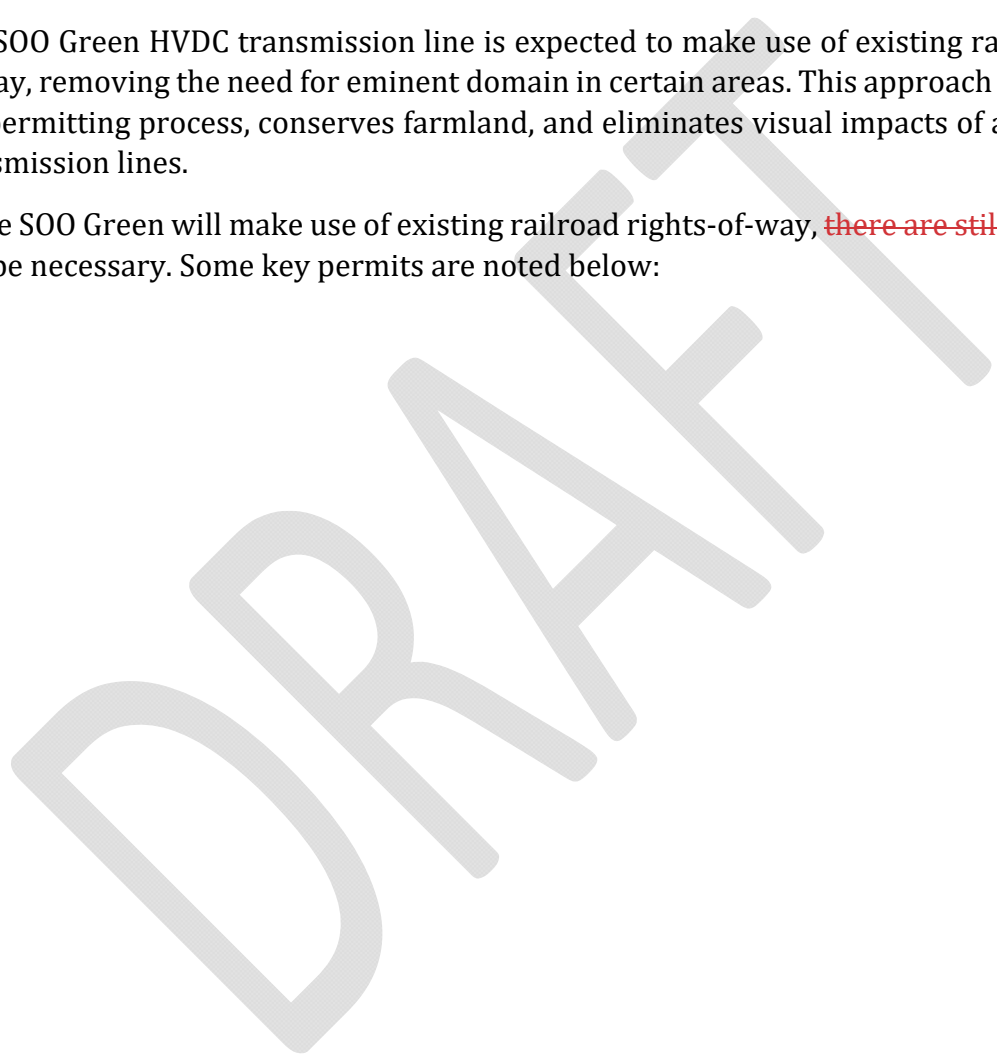 SOO Green HVDC transmission line is expected to make use of existing ra
ay, removing the need for eminent domain in certain areas. This approach
permitting process, conserves farmland, and eliminates visual impacts of a
smission lines.
e SOO Green will make use of existing railroad rights-of-way, there are stil
be necessary. Some key permits are noted below:
DRAFT